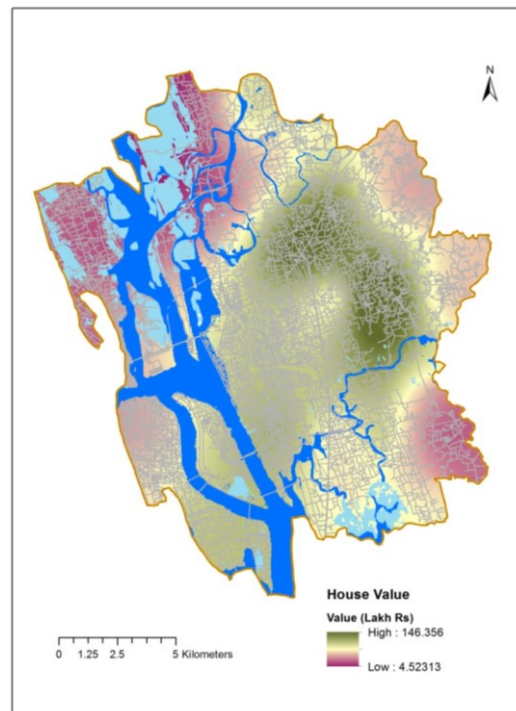 N
House Value
Value (Lakh Rs)
High : 146.356
Low : 4.52313
0 1.25 2.5 5 Kilometers